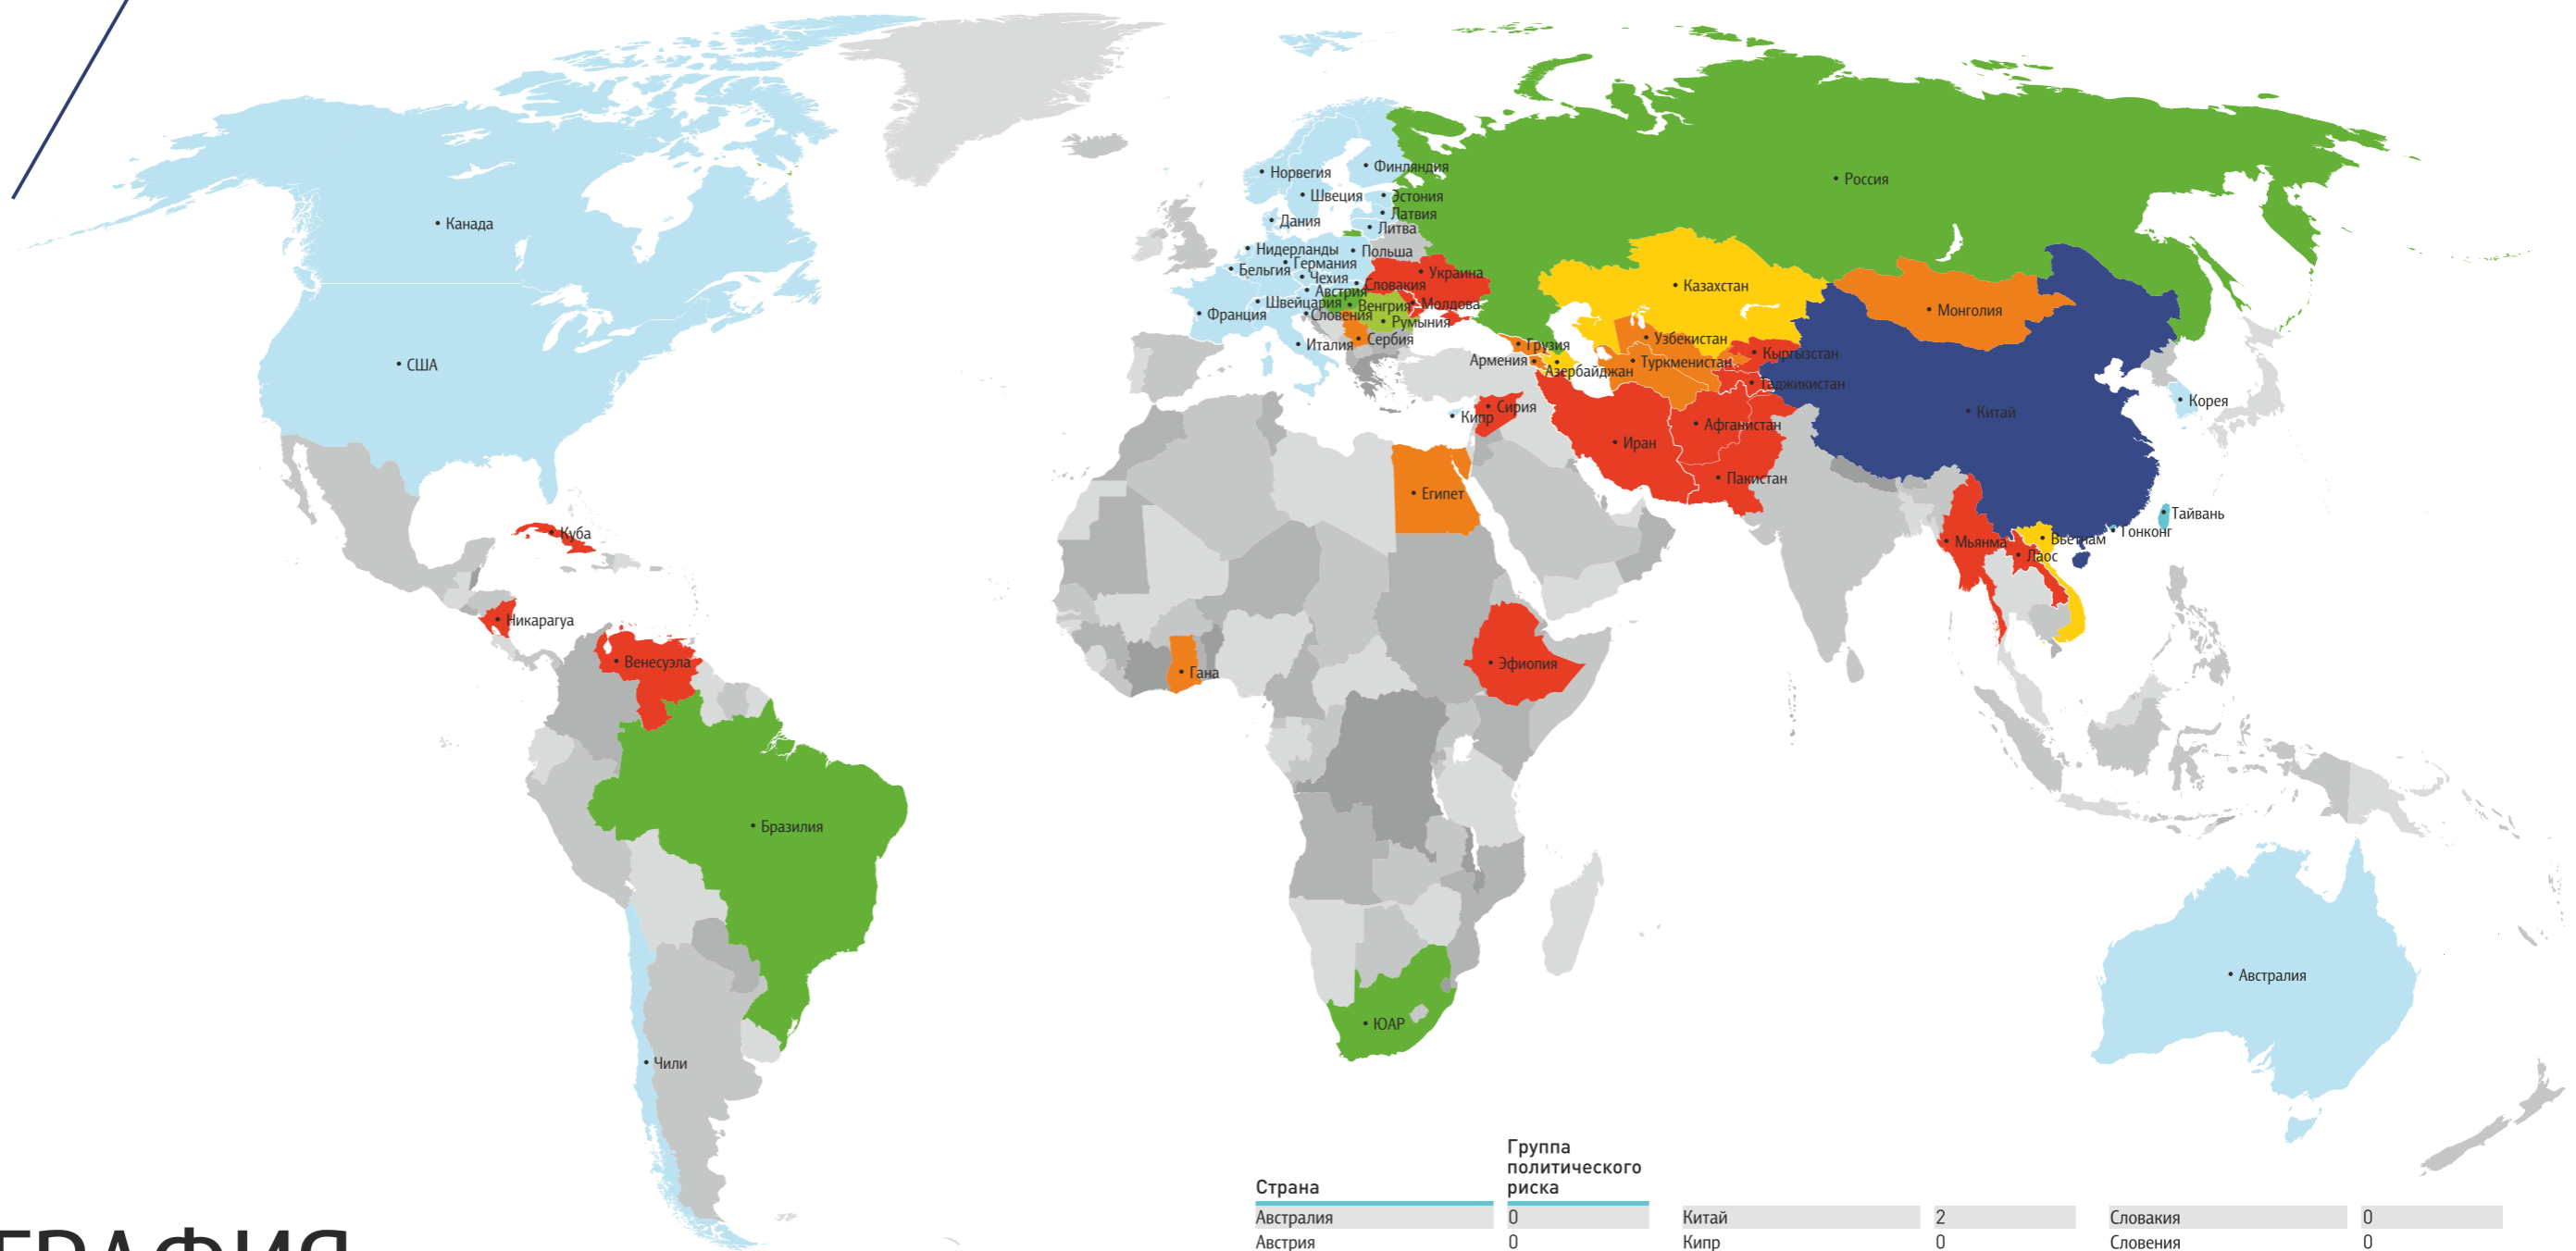 Канада
США
Куба
Никарагуа
Венесуэла
Бразилия
Чили
Норвегия
Финляндия
Швеция
Эстония
Латвия
Дания
Литва
Нидерланды
Польша
Германия
Бельгия
Чехия
Украина
Словакия
Австрия
Швейцария
Венгрия
Молдова
Франция
Словения
Румыния
Италия
Сербия
Россия
Казахстан
Монголия
Узбекистан
Грузия
Армения
Азербайджан
Туркменистан
Кыргызстан
Таджикистан
Китай
Корея
Кипр
Сирия
Иран
Афганистан
Пакистан
Египет
Тайвань
Гонконг
Мьянма
Вьетнам
Лаос
Гана
Эфиопия
ЮАР
Австралия
Группа
политического
Страна риска
Австралия 0 Китай 2 Словакия 0
Австрия 0 Кипр 0 Словения 0
ГРАФИЯ